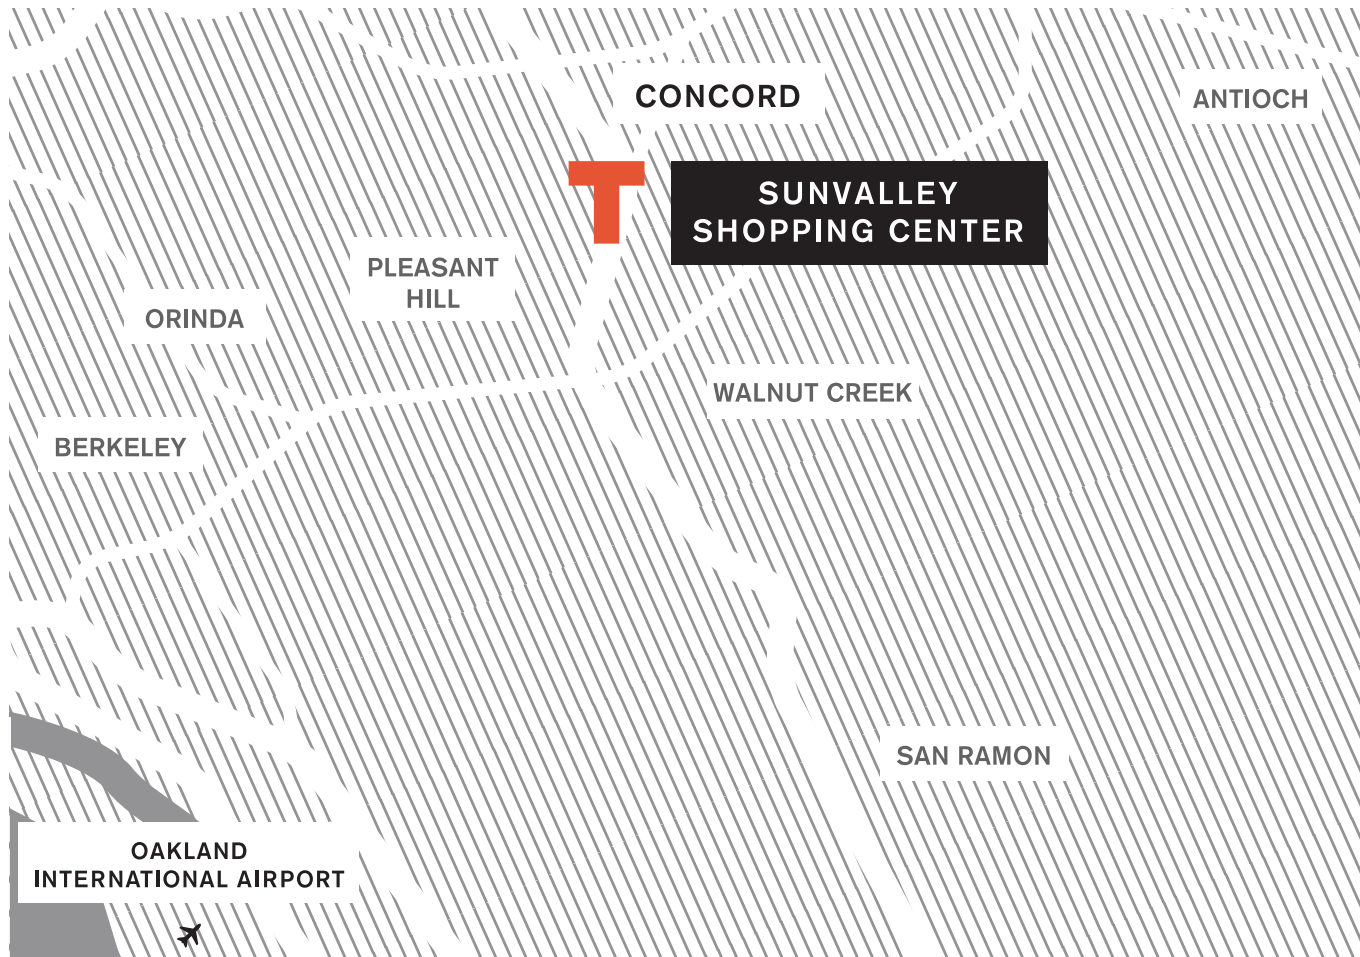 CONCORD
ANTIOCH
T
SUNVALLEY
SHOPPING CENTER
PLEASANT
HILL
ORINDA
WALNUT CREEK
BERKELEY
SAN RAMON
OAKLAND
INTERNATIONAL AIRPORT